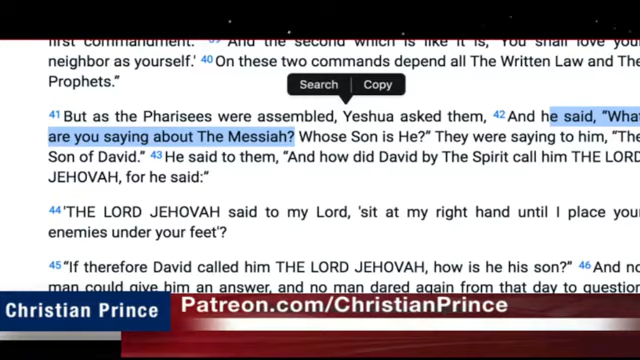 first commandment. 39 And the second which is like it is, 'You shall love your
neighbor as yourself.' 40 On these two commands depend all The Written Law and The
Prophets.”
Search Copy
41 But as the Pharisees were assembled, Yeshua asked them, 42 And he said, “What
are you saying about The Messiah? Whose Son is He?” They were saying to him, “The
Son of David.” 43 He said to them, “And how did David by The Spirit call him THE LORD
JEHOVAH, for he said:“
44 'THE LORD JEHOVAH said to my Lord, 'sit at my right hand until I place your
enemies under your feet'?
45 “If therefore David called him THE LORD JEHOVAH, how is he his son?” 46 And no
man could give him an answer, and no man dared again from that day to question
Christian Prince
Patreon.com/ChristianPrince